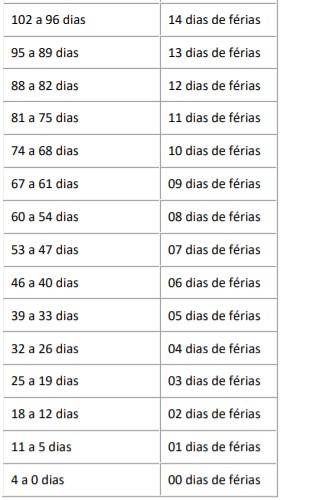 102 a 96 dias 14 dias de férias
95 a 89 dias 13 dias de férias
88 a 82 dias 12 dias de férias
81 a 75 dias 11 dias de férias
74 a 68 dias 10 dias de férias
67 a 61 dias 09 dias de férias
60 a 54 dias 08 dias de férias
53 a 47 dias 07 dias de férias
46 a 40 dias 06 dias de férias
39 a 33 dias 05 dias de férias
32 a 26 dias 04 dias de férias
25 a 19 dias 03 dias de férias
18 a 12 dias 02 dias de férias
11 a 5 dias 01 dias de férias
4 a 0 dias 00 dias de férias